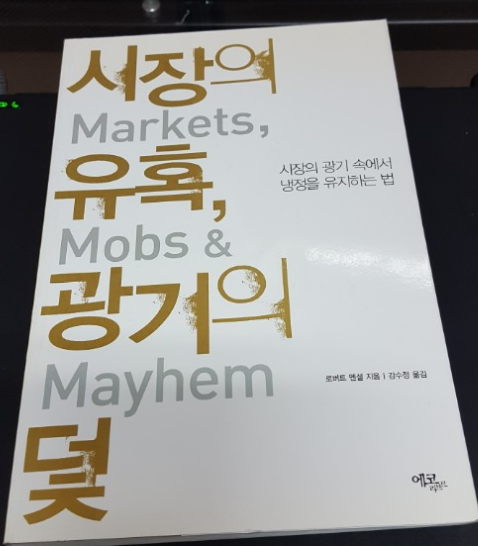 시장의
Markets,
유혹,
Mobs &
광기의
Mayhem
덫
시장의 광기 속에서
냉정을 유지하는 법
로버트 멘셜 지음 | 강수정 옮김
에코